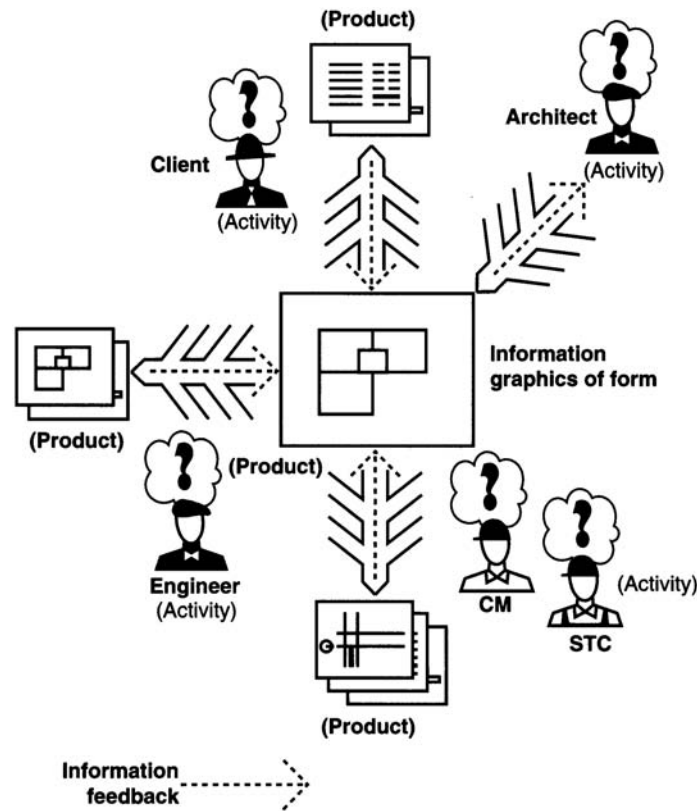 (Product)
Client
(Activity)
Architect
(Activity)
Information
graphics of form
(Product)
(Product)
Engineer
(Activity)
CM
STC
(Activity)
(Product)
Information
feedback